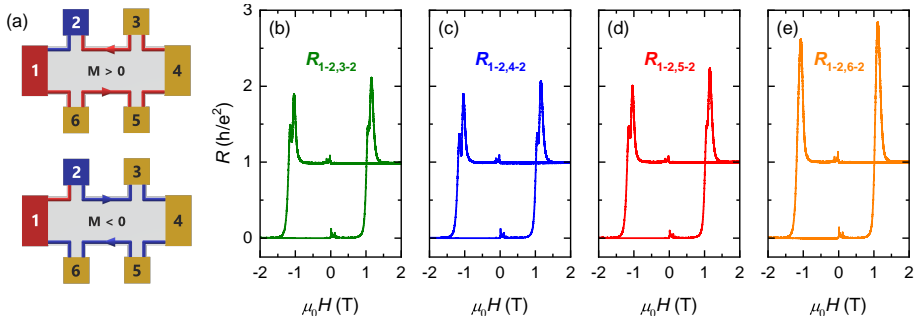 (a)
2
3
1
M > 0
4
6
5
2
3
1
M < 0
4
6
5
R (h/e²)
3
2
1
0
(b)
R1-2,3-2
-2 -1 0 1 2
μ0H (T)
(c)
R1-2,4-2
-2 -1 0 1 2
μ0H (T)
(d)
R1-2,5-2
-2 -1 0 1 2
μ0H (T)
(e)
R1-2,6-2
-2 -1 0 1 2
μ0H (T)